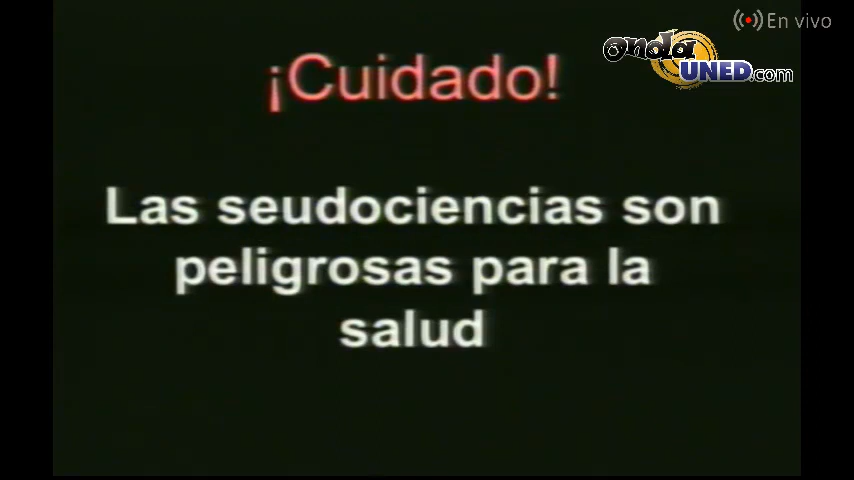 En vivo
onda
UNED.com
¡Cuidado!
Las seudociencias son
peligrosas para la
salud